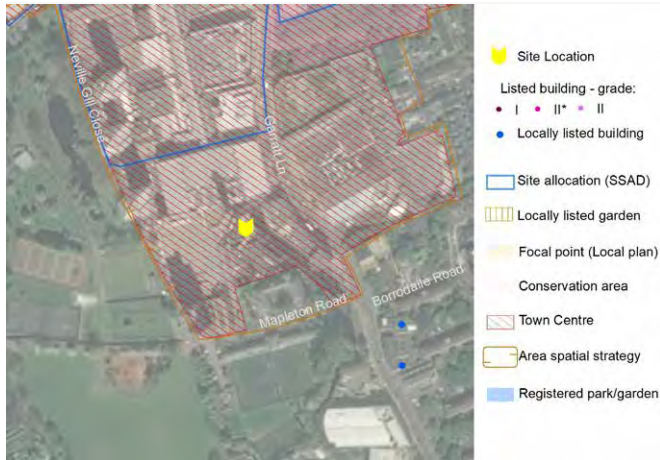 Neville Gill Close
Garratt Ln
Mapleton Road
Borrodaile Road
Site Location
Listed building - grade:
I II* II
Locally listed building
Site allocation (SSAD)
Locally listed garden
Focal point (Local plan)
Conservation area
Town Centre
Area spatial strategy
Registered park/garden